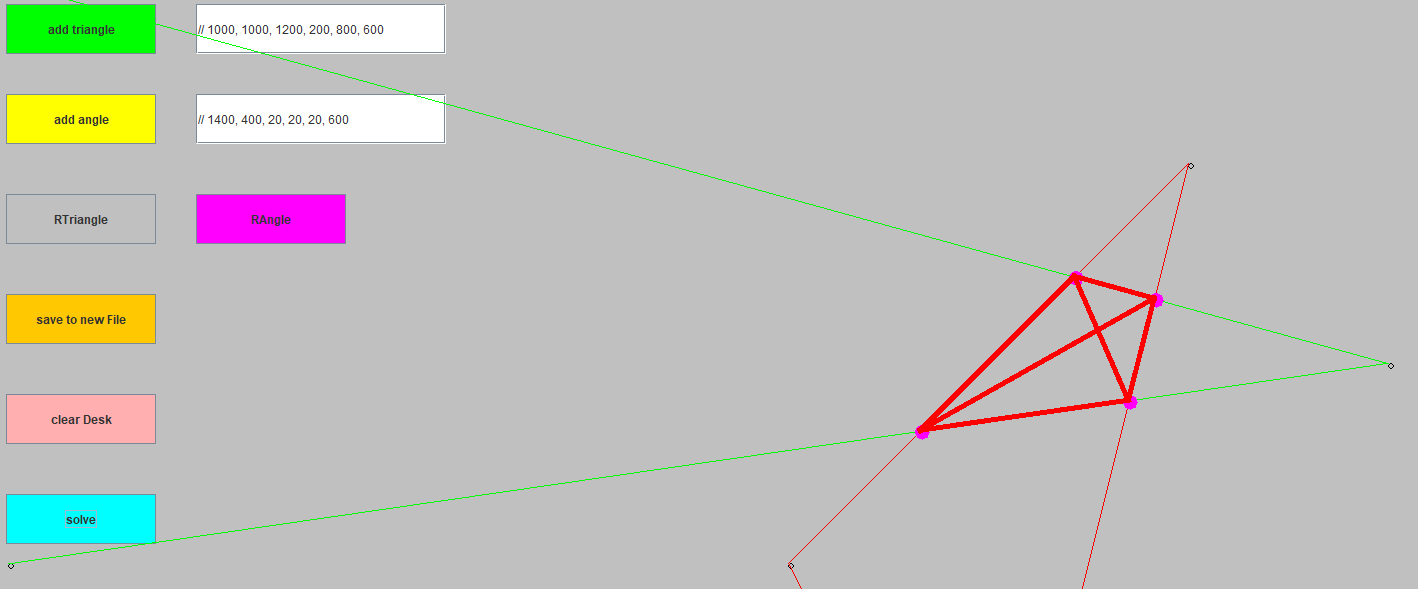 add triangle
// 1000, 1000, 1200, 200, 800, 600
add angle
// 1400, 400, 20, 20, 20, 600
RTriangle
RAngle
save to new File
clear Desk
solve